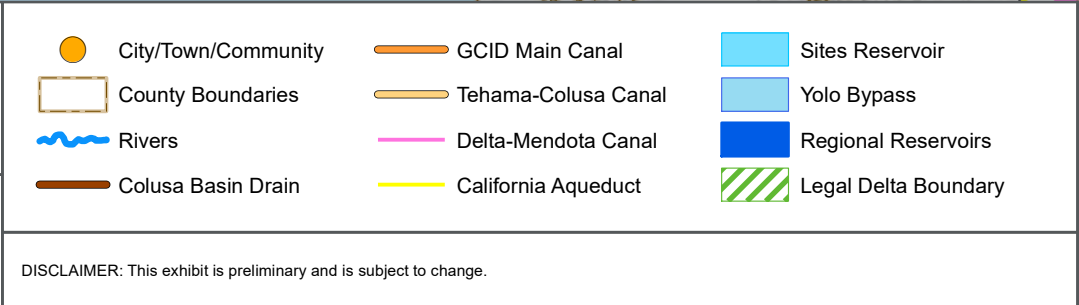 City/Town/Community
County Boundaries
Rivers
Colusa Basin Drain
GCID Main Canal
Tehama-Colusa Canal
Delta-Mendota Canal
California Aqueduct
Sites Reservoir
Yolo Bypass
Regional Reservoirs
Legal Delta Boundary
DISCLAIMER: This exhibit is preliminary and is subject to change.